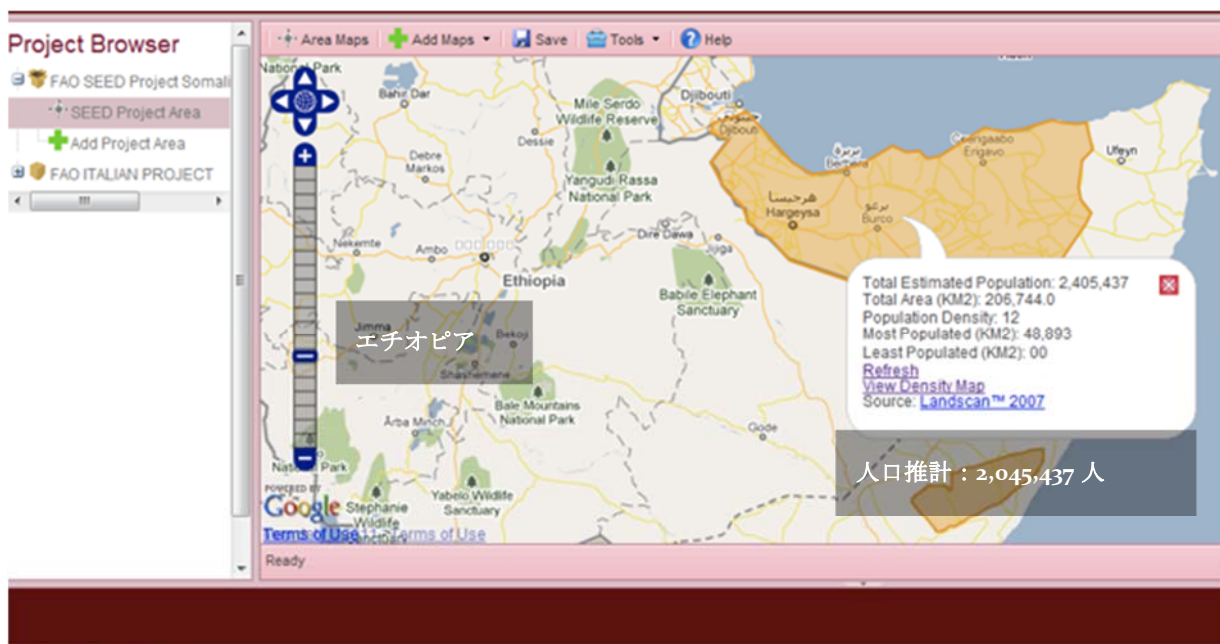 Project Browser
FAO SEED Project Somali
SEED Project Area
Add Project Area
FAO ITALIAN PROJECT
Area Maps
Add Maps
Save
Tools
Help
National Park
Bahir Dar
Mile Serdo
Wildlife Reserve
Djibouti
جيبوتي
Djibouti
Dessie
Debre
Markos
Yangudi Rassa
National Park
بربرة
Berbera
Erigavo
Ufeyn
هرجيسا
Hargeysa
برعو
Burco
Nekemte
Ambo
Dire Dawa
Jijiga
Ethiopia
Babile Elephant
Sanctuary
Total Estimated Population: 2,405,437
Total Area (KM2): 206,744.0
Population Density: 12
Most Populated (KM2): 48,893
Least Populated (KM2): 00
Refresh
View Density Map
Source: Landscan™ 2007
Jimma
エチオピア
Bekoji
Shashemene
Bale Mountains
National Park
Arba Minch
Gode
人口推計：2,045,437 人
Park
Yabelo Wildlife
Sanctuary
POWERED BY
Google
Stephanie
Wildlife
Sanctuary
Terms of Use
Terms of Use
Ready